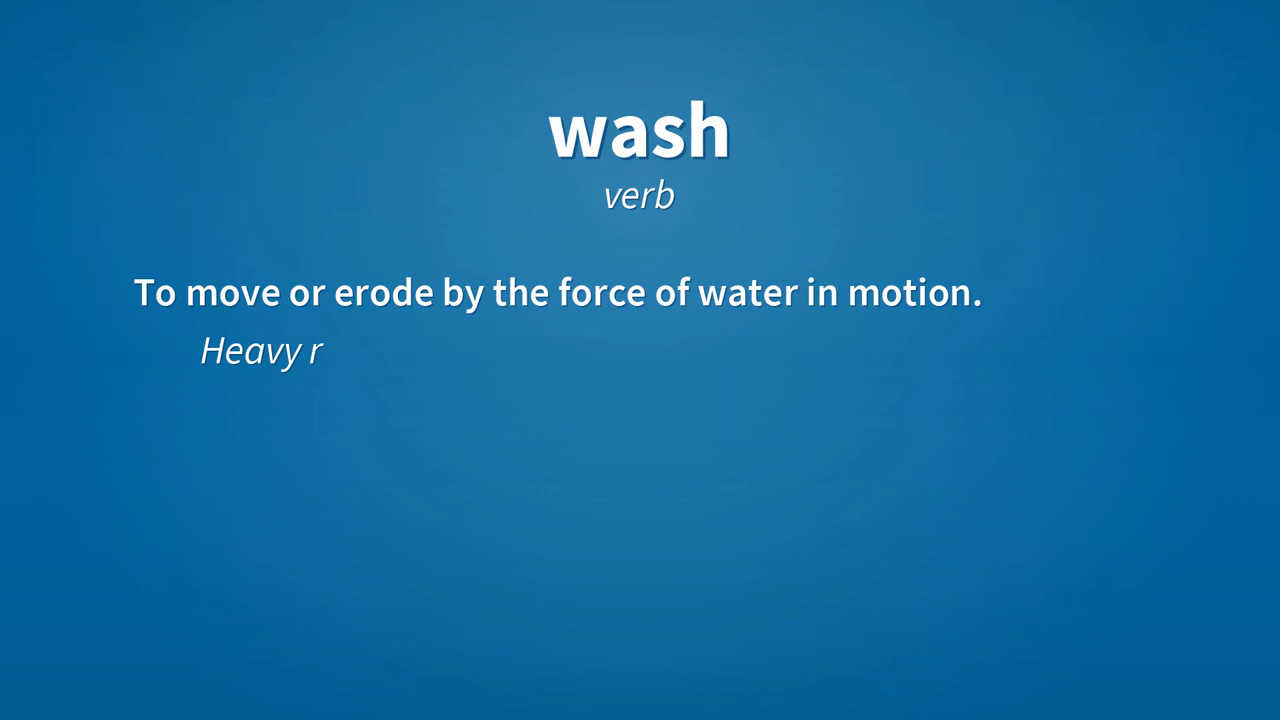 wash
verb
To move or erode by the force of water in motion.
Heavy r